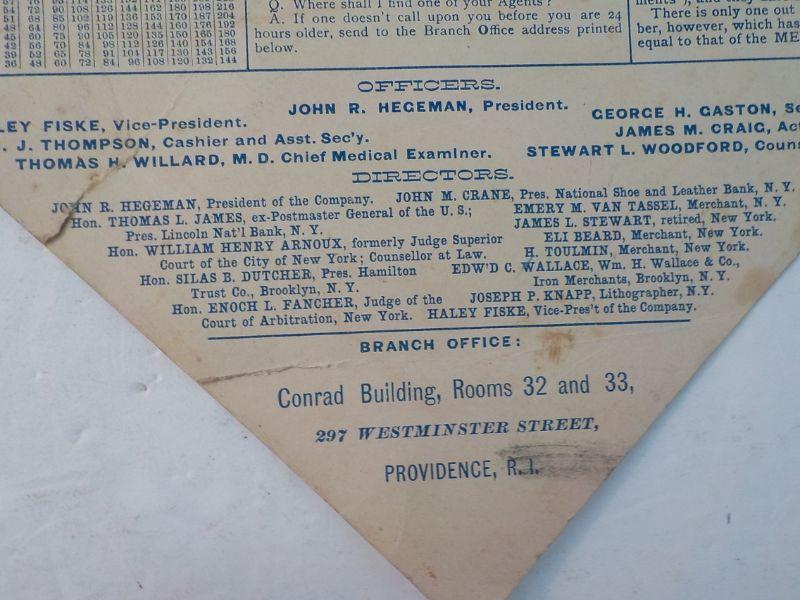 Q. Where shall I find one of your Agents?
A. If one doesn't call upon you before you are 24
hours older, send to the Branch Office address printed
below.
There is only one out
ber, however, which has
equal to that of the ME
OFFICERS.
JOHN R. HEGEMAN, President.
LEY FISKE, Vice-President.
J. J. THOMPSON, Cashier and Asst. Sec'y.
THOMAS H. WILLARD, M. D. Chief Medical Examiner.
GEORGE H. GASTON, Se
JAMES M. CRAIG, Act
STEWART L. WOODFORD, Couns
DIRECTORS.
JOHN R. HEGEMAN, President of the Company.
Hon. THOMAS L. JAMES, ex-Postmaster General of the U. S.;
Pres. Lincoln Nat'l Bank, N. Y.
Hon. WILLIAM HENRY ARNOUX, formerly Judge Superior
Court of the City of New York; Counsellor at Law.
Hon. SILAS B. DUTCHER, Pres. Hamilton
Trust Co., Brooklyn, N. Y.
Hon. ENOCH L. FANCHER, Judge of the
Court of Arbitration, New York.
JOHN M. CRANE, Pres. National Shoe and Leather Bank, N. Y.
EMERY M. VAN TASSEL, Merchant, N. Y.
JAMES L. STEWART, retired, New York.
ELI BEARD, Merchant, New York.
H. TOULMIN, Merchant, New York.
EDW'D C. WALLACE, Wm. H. Wallace & Co.,
Iron Merchants, Brooklyn, N. Y.
JOSEPH P. KNAPP, Lithographer, N.Y.
HALEY FISKE, Vice-Pres't of the Company.
BRANCH OFFICE:
Conrad Building, Rooms 32 and 33,
297 WESTMINSTER STREET,
PROVIDENCE, R. I.